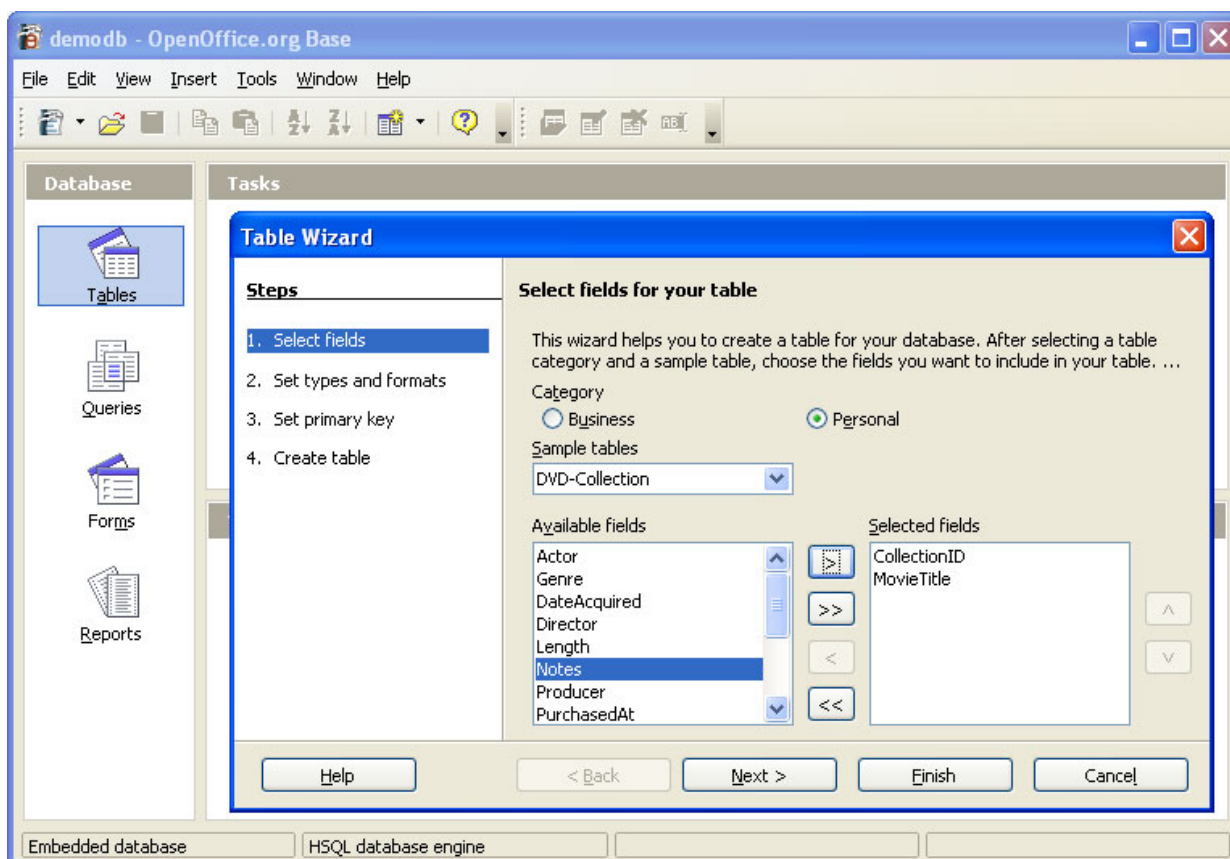 demodb - OpenOffice.org Base
File Edit View Insert Tools Window Help
Database
Tasks
Tables
Queries
Forms
Reports
Table Wizard
Steps
1. Select fields
2. Set types and formats
3. Set primary key
4. Create table
Select fields for your table
This wizard helps you to create a table for your database. After selecting a table
category and a sample table, choose the fields you want to include in your table. ...
Category
Business
Personal
Sample tables
DVD-Collection
Available fields
Actor
Genre
DateAcquired
Director
Length
Notes
Producer
PurchasedAt
>
>>
<
<<
Selected fields
CollectionID
MovieTitle
Help
< Back
Next >
Finish
Cancel
Embedded database
HSQL database engine